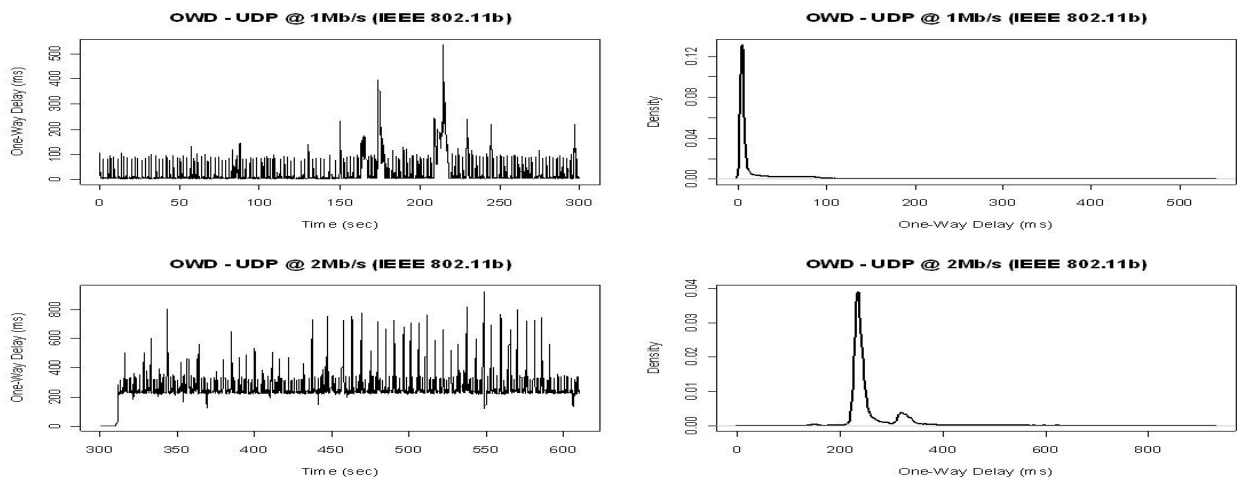 OWD - UDP @ 1Mb/s (IEEE 802.11b)
One-Way Delay (ms)
0 100 200 300 400 500
0 50 100 150 200 250 300
Time (sec)
OWD - UDP @ 1Mb/s (IEEE 802.11b)
Density
0.00 0.04 0.08 0.12
0 100 200 300 400 500
One-Way Delay (ms)
OWD - UDP @ 2Mb/s (IEEE 802.11b)
One-Way Delay (ms)
0 200 400 600 800
300 350 400 450 500 550 600
Time (sec)
OWD - UDP @ 2Mb/s (IEEE 802.11b)
Density
0.00 0.01 0.02 0.03 0.04
0 200 400 600 800
One-Way Delay (ms)